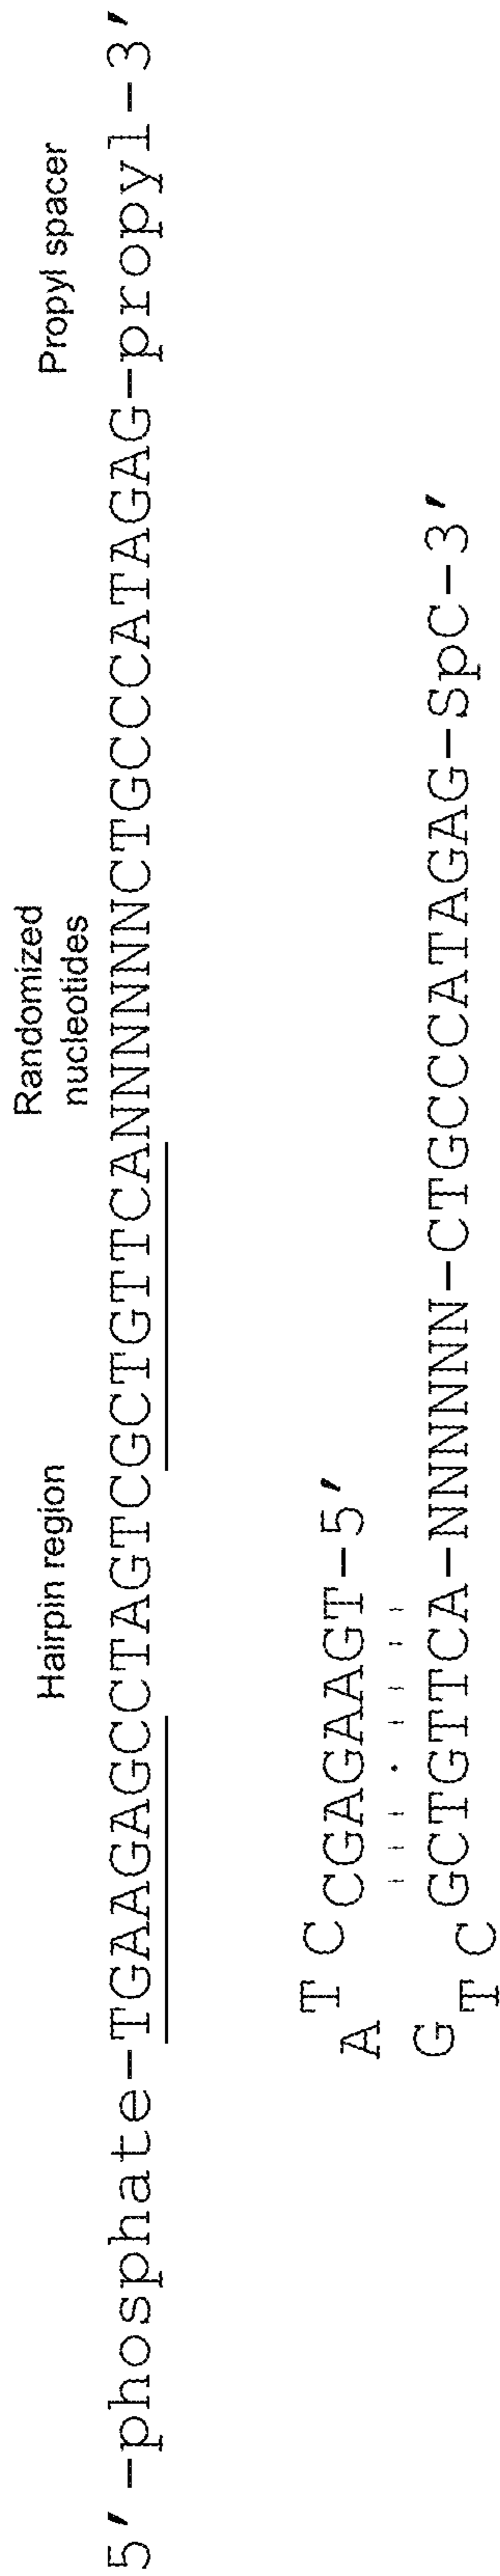 Randomized
Hairpin region nucleotides Propyl spacer
5'-phosphate-TGAAGAGCCTAGTCGCTGTTCANNNNNNCTGCCCATAGAG-propyl-3'
T C CGAGAAGT-5'
A
G GCTGTTCA-NNNNNN-CTGCCCATAGAG-SpC-3'
T C